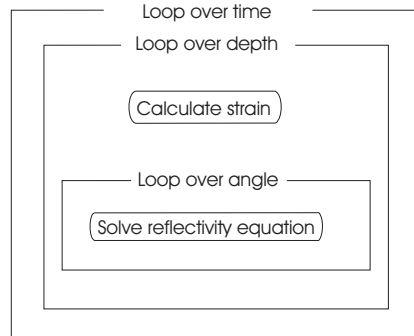 Loop over time
Loop over depth
Calculate strain
Loop over angle
Solve reflectivity equation